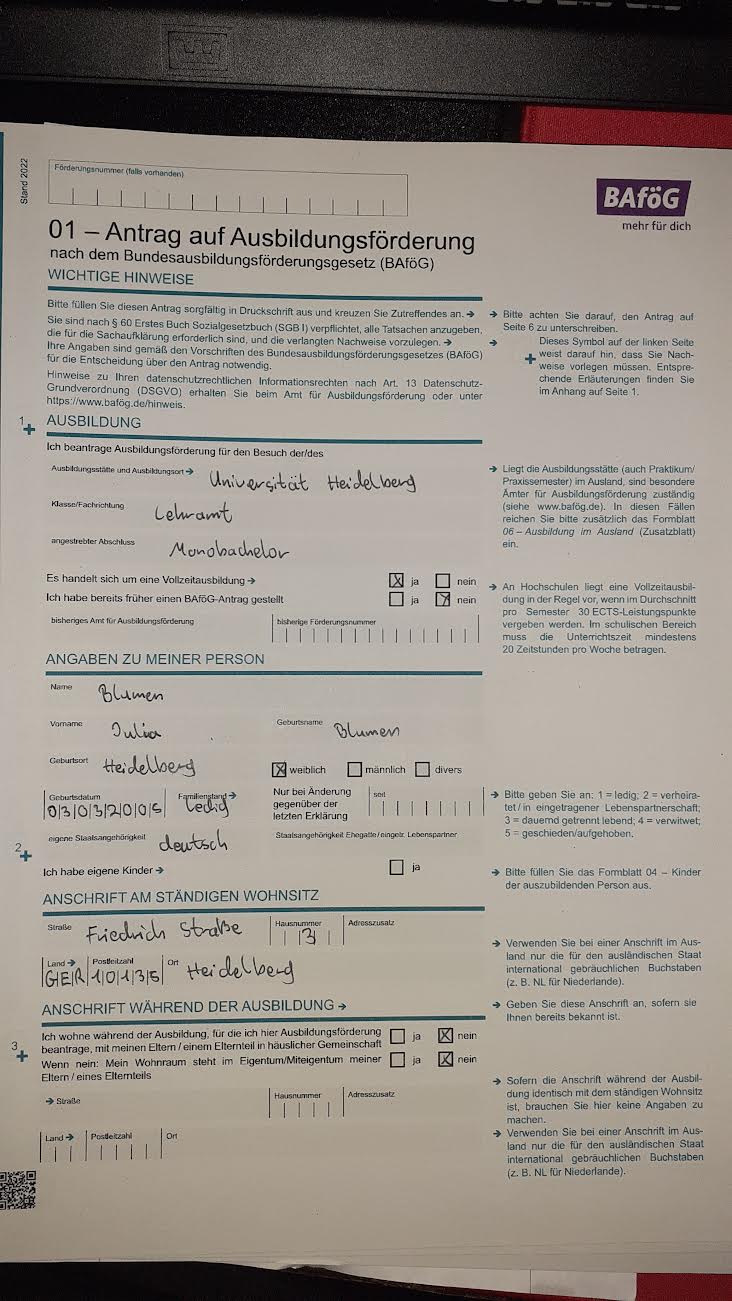 Stand 2022
Förderungsnummer (falls vorhanden)
BAföG
mehr für dich
01 – Antrag auf Ausbildungsförderung
nach dem Bundesausbildungsförderungsgesetz (BAföG)
WICHTIGE HINWEISE
Bitte füllen Sie diesen Antrag sorgfältig in Druckschrift aus und kreuzen Sie Zutreffendes an. →
Sie sind nach § 60 Erstes Buch Sozialgesetzbuch (SGB I) verpflichtet, alle Tatsachen anzugeben,
die für die Sachaufklärung erforderlich sind, und die verlangten Nachweise vorzulegen. →
Ihre Angaben sind gemäß den Vorschriften des Bundesausbildungsförderungsgesetzes (BAföG)
für die Entscheidung über den Antrag notwendig.
Hinweise zu Ihren datenschutzrechtlichen Informationsrechten nach Art. 13 Datenschutz-
Grundverordnung (DSGVO) erhalten Sie beim Amt für Ausbildungsförderung oder unter
https://www.bafög.de/hinweis.
→ Bitte achten Sie darauf, den Antrag auf
Seite 6 zu unterschreiben.
→ Dieses Symbol auf der linken Seite
+ weist darauf hin, dass Sie Nach-
weise vorlegen müssen. Entspre-
chende Erläuterungen finden Sie
im Anhang auf Seite 1.
1+ AUSBILDUNG
Ich beantrage Ausbildungsförderung für den Besuch der/des
Ausbildungsstätte und Ausbildungsort → Universität Heidelberg
Klasse/Fachrichtung Lehramt
angestrebter Abschluss Monobachelor
→ Liegt die Ausbildungsstätte (auch Praktikum/
Praxissemester) im Ausland, sind besondere
Ämter für Ausbildungsförderung zuständig
(siehe www.bafög.de). In diesen Fällen
reichen Sie bitte zusätzlich das Formblatt
06 – Ausbildung im Ausland (Zusatzblatt)
ein.
Es handelt sich um eine Vollzeitausbildung → X ja nein
Ich habe bereits früher einen BAföG-Antrag gestellt ja X nein
bisheriges Amt für Ausbildungsförderung bisherige Förderungsnummer
→ An Hochschulen liegt eine Vollzeitausbil-
dung in der Regel vor, wenn im Durchschnitt
pro Semester 30 ECTS-Leistungspunkte
vergeben werden. Im schulischen Bereich
muss die Unterrichtszeit mindestens
20 Zeitstunden pro Woche betragen.
ANGABEN ZU MEINER PERSON
Name Blumen
Vorname Julia Geburtsname Blumen
Geburtsort Heidelberg X weiblich männlich divers
Geburtsdatum 03032005 Familienstand → ledig Nur bei Änderung gegenüber der letzten Erklärung seit
→ Bitte geben Sie an: 1 = ledig; 2 = verheira-
tet / in eingetragener Lebenspartnerschaft;
3 = dauernd getrennt lebend; 4 = verwitwet;
5 = geschieden/aufgehoben.
eigene Staatsangehörigkeit deutsch Staatsangehörigkeit Ehegatte/eingetr. Lebenspartner
2+ Ich habe eigene Kinder → ja
→ Bitte füllen Sie das Formblatt 04 – Kinder
der auszubildenden Person aus.
ANSCHRIFT AM STÄNDIGEN WOHNSITZ
Straße Friedrich Straße Hausnummer 3 Adresszusatz
Land → GER Postleitzahl 10135 Ort Heidelberg
→ Verwenden Sie bei einer Anschrift im Aus-
land nur die für den ausländischen Staat
international gebräuchlichen Buchstaben
(z. B. NL für Niederlande).
ANSCHRIFT WÄHREND DER AUSBILDUNG →
→ Geben Sie diese Anschrift an, sofern sie
Ihnen bereits bekannt ist.
3+ Ich wohne während der Ausbildung, für die ich hier Ausbildungsförderung
beantrage, mit meinen Eltern / einem Elternteil in häuslicher Gemeinschaft ja X nein
Wenn nein: Mein Wohnraum steht im Eigentum/Miteigentum meiner
Eltern / eines Elternteils ja X nein
→ Straße Hausnummer Adresszusatz
Land → Postleitzahl Ort
→ Sofern die Anschrift während der Ausbil-
dung identisch mit dem ständigen Wohnsitz
ist, brauchen Sie hier keine Angaben zu
machen.
→ Verwenden Sie bei einer Anschrift im Aus-
land nur die für den ausländischen Staat
international gebräuchlichen Buchstaben
(z. B. NL für Niederlande).